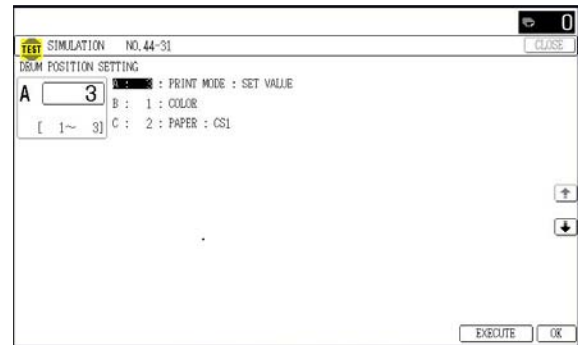 0
TEST SIMULATION NO.44-31
CLOSE
DRUM POSITION SETTING
A 3
[ 1~ 3]
A : 3 : PRINT MODE : SET VALUE
B : 1 : COLOR
C : 2 : PAPER : CS1
EXECUTE
OK